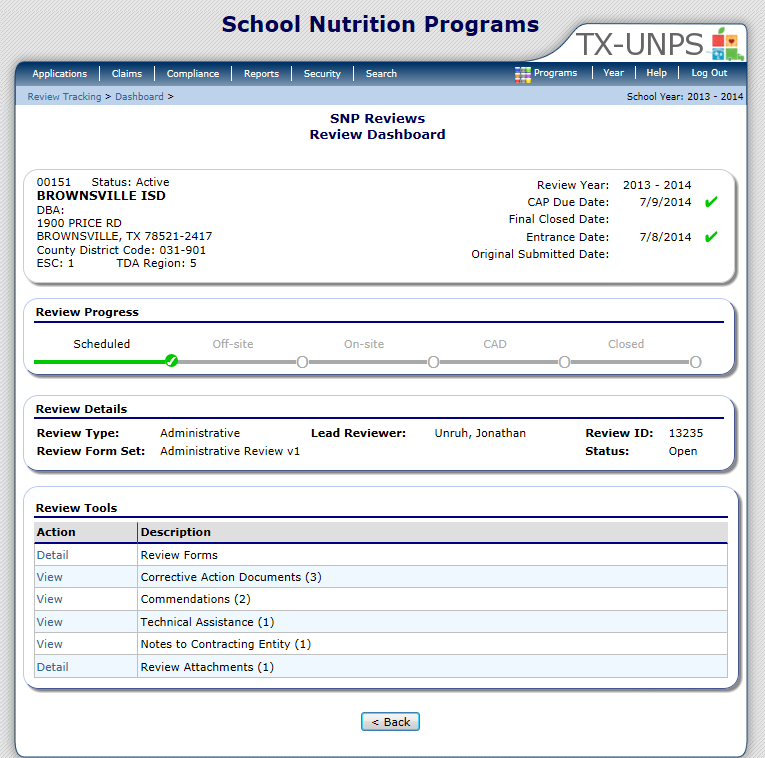 School Nutrition Programs
TX-UNPS
Applications Claims Compliance Reports Security Search Programs Year Help Log Out
Review Tracking > Dashboard > School Year: 2013 - 2014
SNP Reviews
Review Dashboard
00151 Status: Active
BROWNSVILLE ISD
DBA:
1900 PRICE RD
BROWNSVILLE, TX 78521-2417
County District Code: 031-901
ESC: 1 TDA Region: 5
Review Year: 2013 - 2014
CAP Due Date: 7/9/2014
Final Closed Date:
Entrance Date: 7/8/2014
Original Submitted Date:
Review Progress
Scheduled Off-site On-site CAD Closed
Review Details
Review Type: Administrative Lead Reviewer: Unruh, Jonathan Review ID: 13235
Review Form Set: Administrative Review v1 Status: Open
Review Tools
Action Description
Detail Review Forms
View Corrective Action Documents (3)
View Commendations (2)
View Technical Assistance (1)
View Notes to Contracting Entity (1)
Detail Review Attachments (1)
< Back